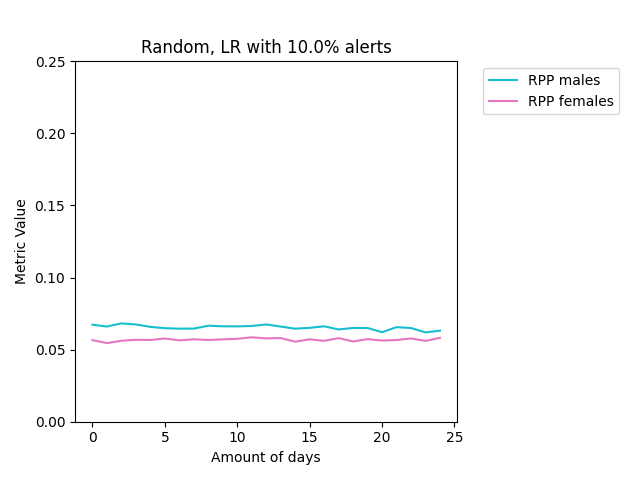 Random, LR with 10.0% alerts
RPP males
RPP females
0.25
0.20
0.15
0.10
0.05
0.00
Metric Value
0 5 10 15 20 25
Amount of days